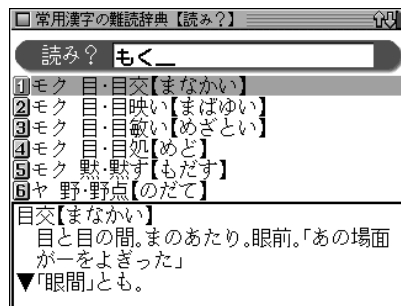 常用漢字の難読辞典【読み?】
読み? もく_
1モク 目・目交【まなかい】
2モク 目・目映い【まばゆい】
3モク 目・目敏い【めざとい】
4モク 目・目処【めど】
5モク 黙・黙す【もだす】
6ヤ 野・野点【のだて】
目交【まなかい】
目と目の間。まのあたり。眼前。「あの場面
がーをよぎった」
▼「眼間」とも。